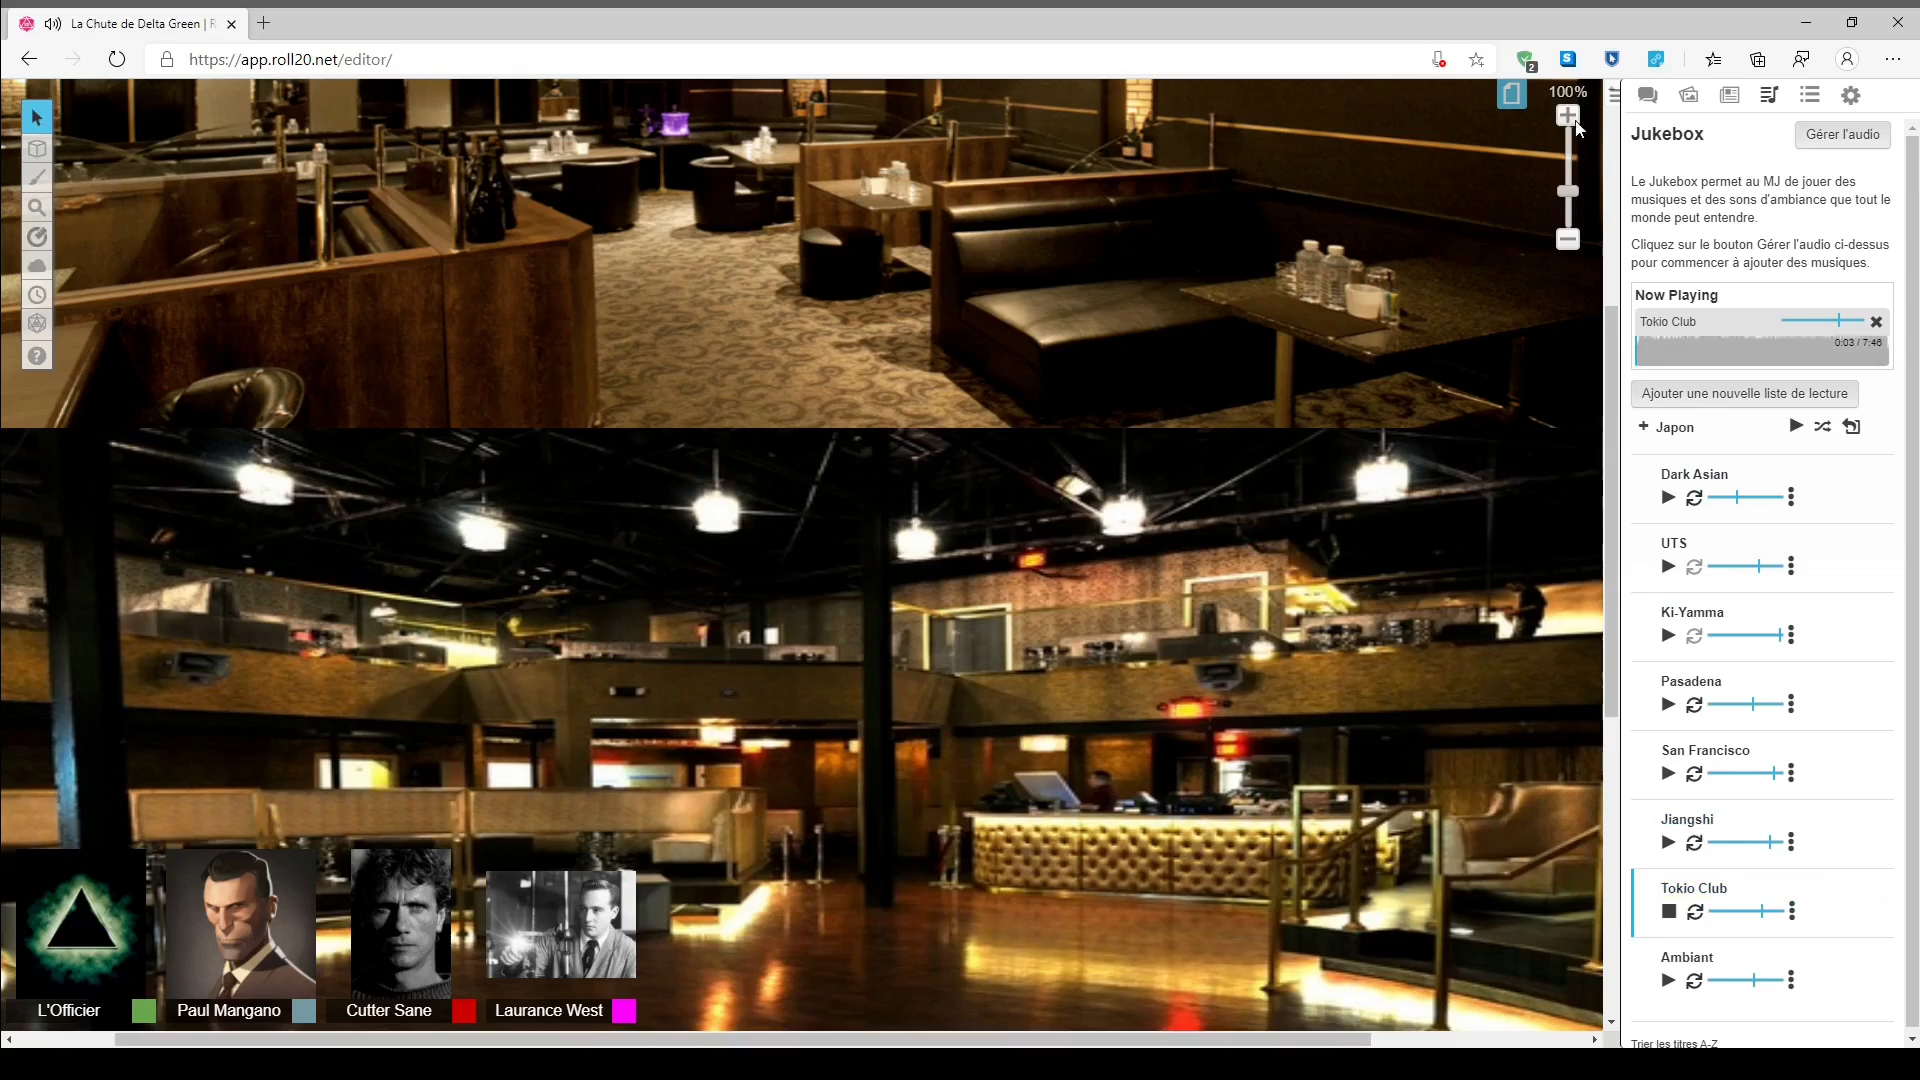 La Chute de Delta Green | R
https://app.roll20.net/editor/
2
100%
Jukebox
Gérer l'audio
Le Jukebox permet au MJ de jouer des
musiques et des sons d'ambiance que tout le
monde peut entendre.
Cliquez sur le bouton Gérer l'audio ci-dessus
pour commencer à ajouter des musiques.
Now Playing
Tokio Club
0:03 / 7:46
Ajouter une nouvelle liste de lecture
+ Japon
Dark Asian
UTS
Ki-Yamma
Pasadena
San Francisco
Jiangshi
Tokio Club
Ambiant
Trier les titres A-Z
L'Officier
Paul Mangano
Cutter Sane
Laurance West